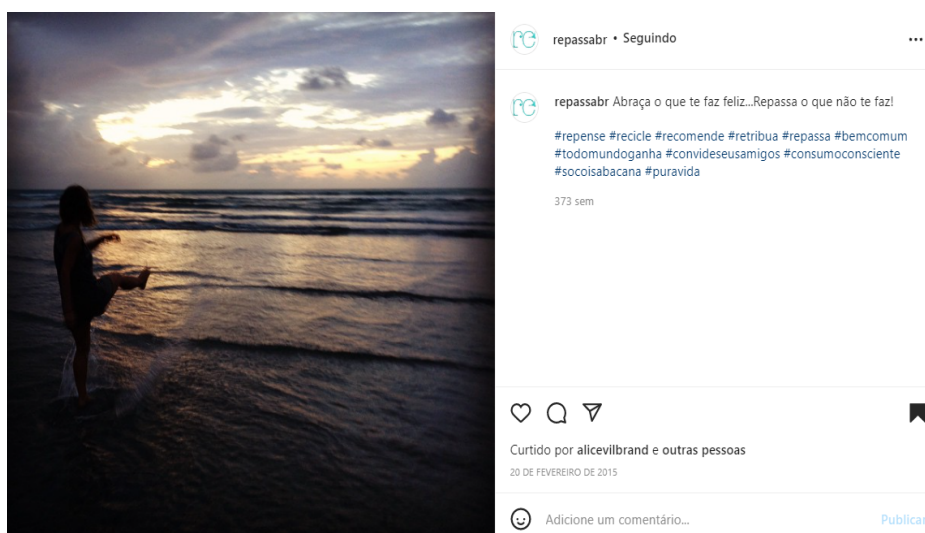 re
repassabr • Seguindo
re
repassabr Abraça o que te faz feliz...Repassa o que não te faz!
#repense #recicle #recomende #retribua #repassa #bemcomum
#todomundoganha #convideseusamigos #consumoconsciente
#socoisabacana #puravida
373 sem
Curtido por alicevilbrand e outras pessoas
20 DE FEVEREIRO DE 2015
Adicione um comentário...
Publicar